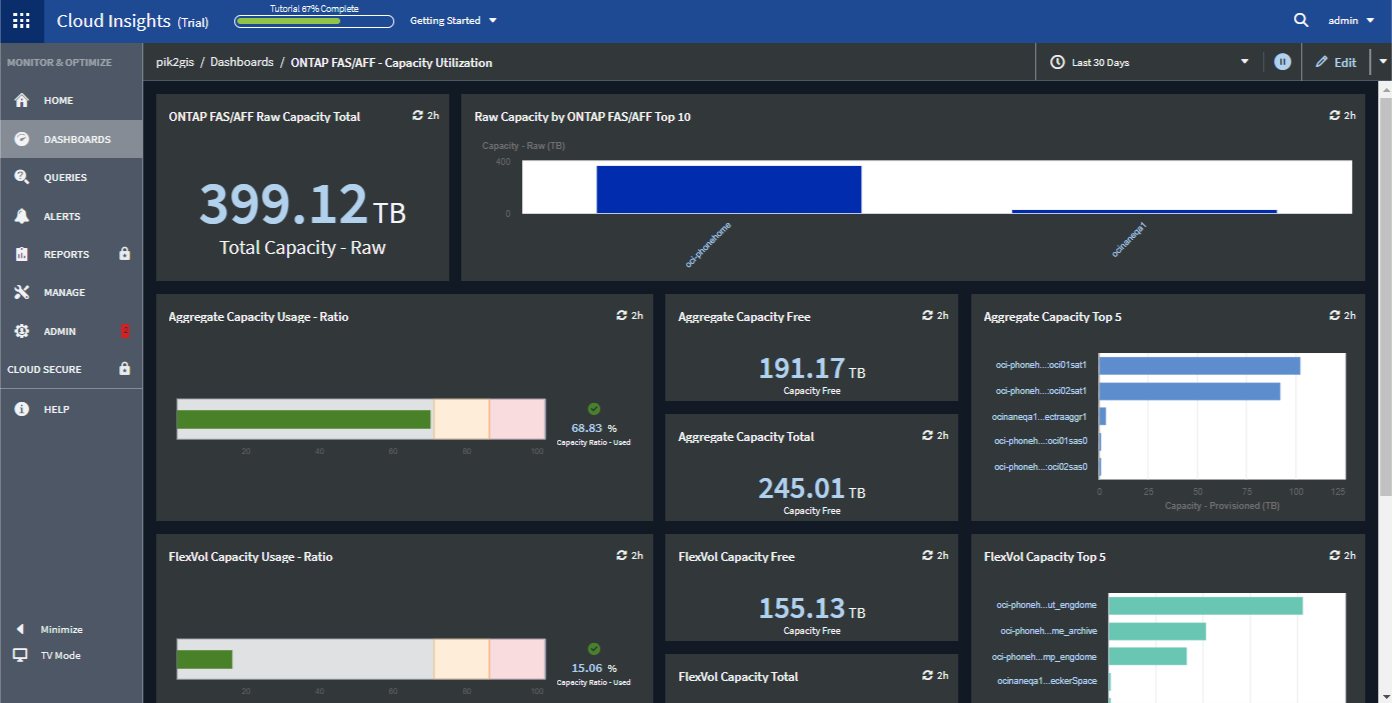 Cloud Insights (Trial)
Tutorial 67% Complete
Getting Started
admin
MONITOR & OPTIMIZE
HOME
DASHBOARDS
QUERIES
ALERTS
REPORTS
MANAGE
ADMIN
CLOUD SECURE
HELP
Minimize
TV Mode
pik2gis / Dashboards / ONTAP FAS/AFF - Capacity Utilization
Last 30 Days
Edit
ONTAP FAS/AFF Raw Capacity Total
2h
399.12 TB
Total Capacity - Raw
Raw Capacity by ONTAP FAS/AFF Top 10
2h
Capacity - Raw (TB)
400
0
oci-phonehome
ocinaneqa1
Aggregate Capacity Usage - Ratio
2h
68.83 %
Capacity Ratio - Used
20 40 60 80 100
Aggregate Capacity Free
2h
191.17 TB
Capacity Free
Aggregate Capacity Total
2h
245.01 TB
Capacity Free
Aggregate Capacity Top 5
2h
oci-phoneh...:oci01sat1
oci-phoneh...:oci02sat1
ocinaneqa1...ectraaggr1
oci-phoneh...:oci01sas0
oci-phoneh...:oci02sas0
0 25 50 75 100 125
Capacity - Provisioned (TB)
FlexVol Capacity Usage - Ratio
2h
15.06 %
Capacity Ratio - Used
20 40 60 80 100
FlexVol Capacity Free
2h
155.13 TB
Capacity Free
FlexVol Capacity Total
2h
FlexVol Capacity Top 5
2h
oci-phoneh...ut_engdome
oci-phoneh...me_archive
oci-phoneh...mp_engdome
ocinaneqa1...eckerSpace